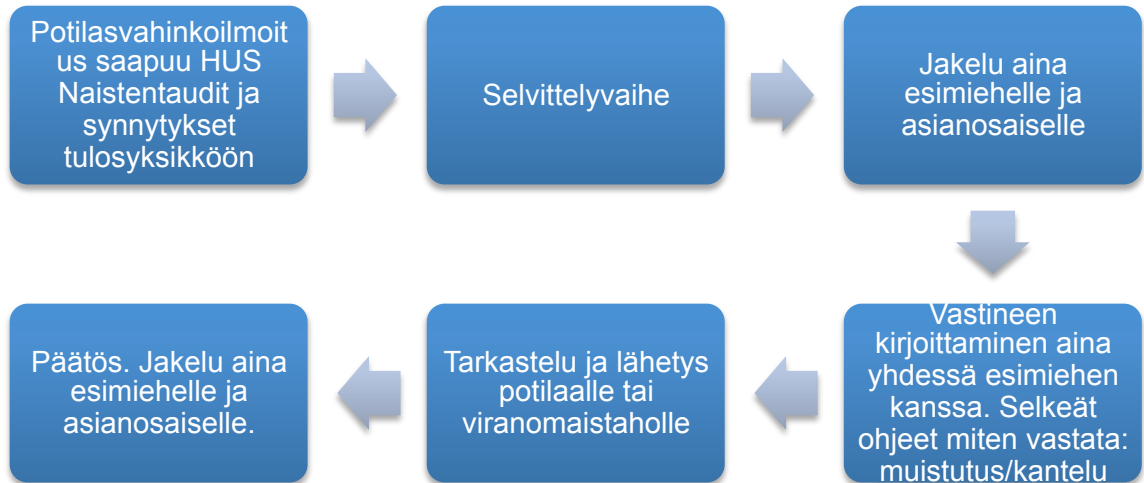 Potilasvahinkoilmoit
us saapuu HUS
Naistentaudit ja
synnytykset
tulosyksikköön
Selvittelyvaihe
Jakelu aina
esimiehelle ja
asianosaiselle
Vastineen
kirjoittaminen aina
yhdessä esimiehen
kanssa. Selkeät
ohjeet miten vastata:
muistutus/kantelu
Tarkastelu ja lähetys
potilaalle tai
viranomaistaholle
Päätös. Jakelu aina
esimiehelle ja
asianosaiselle.